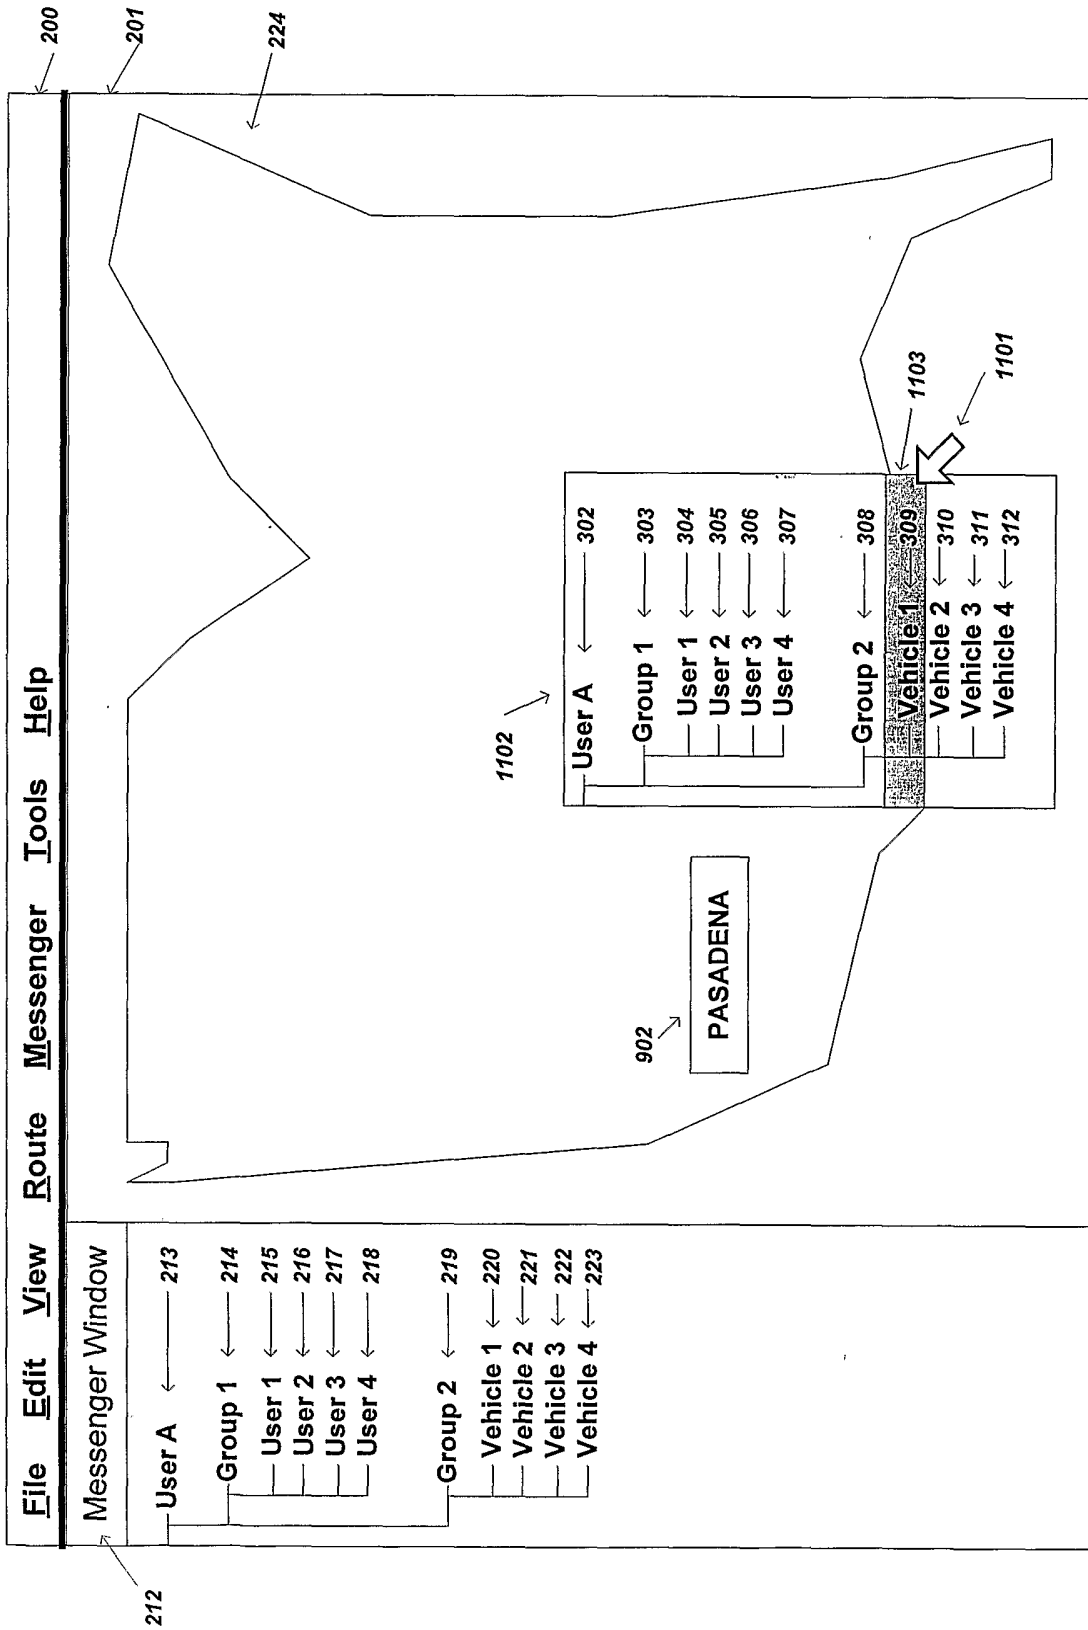 File Edit View Route Messenger Tools Help
200
201
212
Messenger Window
User A 213
Group 1 214
User 1 215
User 2 216
User 3 217
User 4 218
Group 2 219
Vehicle 1 220
Vehicle 2 221
Vehicle 3 222
Vehicle 4 223
224
902
PASADENA
1102
User A 302
Group 1 303
User 1 304
User 2 305
User 3 306
User 4 307
Group 2 308
Vehicle 1 309
Vehicle 2 310
Vehicle 3 311
Vehicle 4 312
1103
1101